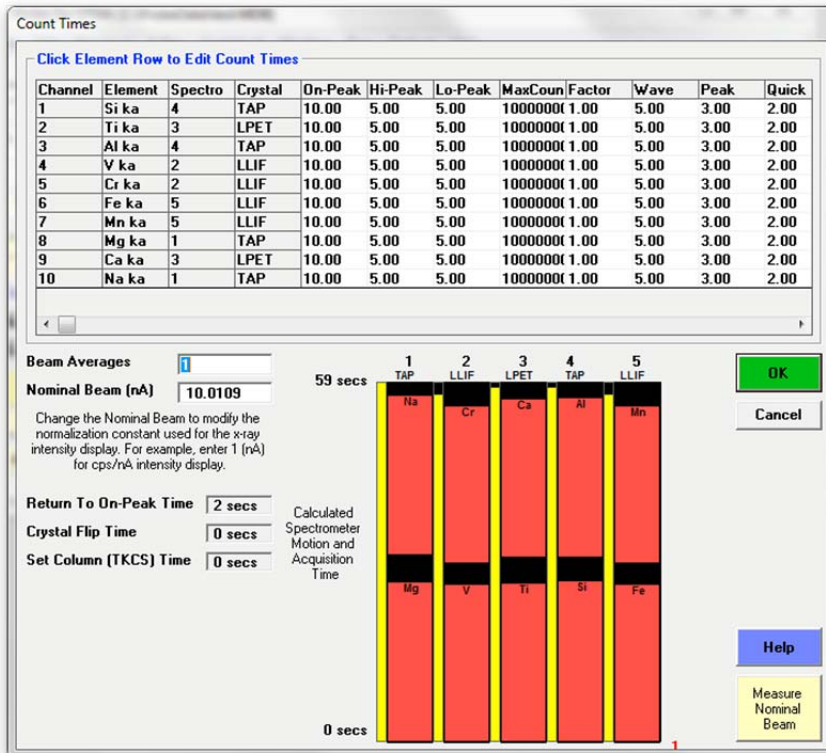 Count Times
Click Element Row to Edit Count Times
Channel Element Spectro Crystal On-Peak Hi-Peak Lo-Peak MaxCoun Factor Wave Peak Quick
1 Si ka 4 TAP 10.00 5.00 5.00 1000000( 1.00 5.00 3.00 2.00
2 Ti ka 3 LPET 10.00 5.00 5.00 1000000( 1.00 5.00 3.00 2.00
3 Al ka 4 TAP 10.00 5.00 5.00 1000000( 1.00 5.00 3.00 2.00
4 V ka 2 LLIF 10.00 5.00 5.00 1000000( 1.00 5.00 3.00 2.00
5 Cr ka 2 LLIF 10.00 5.00 5.00 1000000( 1.00 5.00 3.00 2.00
6 Fe ka 5 LLIF 10.00 5.00 5.00 1000000( 1.00 5.00 3.00 2.00
7 Mn ka 5 LLIF 10.00 5.00 5.00 1000000( 1.00 5.00 3.00 2.00
8 Mg ka 1 TAP 10.00 5.00 5.00 1000000( 1.00 5.00 3.00 2.00
9 Ca ka 3 LPET 10.00 5.00 5.00 1000000( 1.00 5.00 3.00 2.00
10 Na ka 1 TAP 10.00 5.00 5.00 1000000( 1.00 5.00 3.00 2.00
Beam Averages 1
Nominal Beam (nA) 10.0109
Change the Nominal Beam to modify the
normalization constant used for the x-ray
intensity display. For example, enter 1 (nA)
for cps/nA intensity display.
Return To On-Peak Time 2 secs
Crystal Flip Time 0 secs
Set Column (TKCS) Time 0 secs
Calculated
Spectrometer
Motion and
Acquisition
Time
1 2 3 4 5
TAP LLIF LPET TAP LLIF
59 secs
Na Cr Ca Al Mn
Mg V Ti Si Fe
0 secs
1
OK
Cancel
Help
Measure
Nominal
Beam